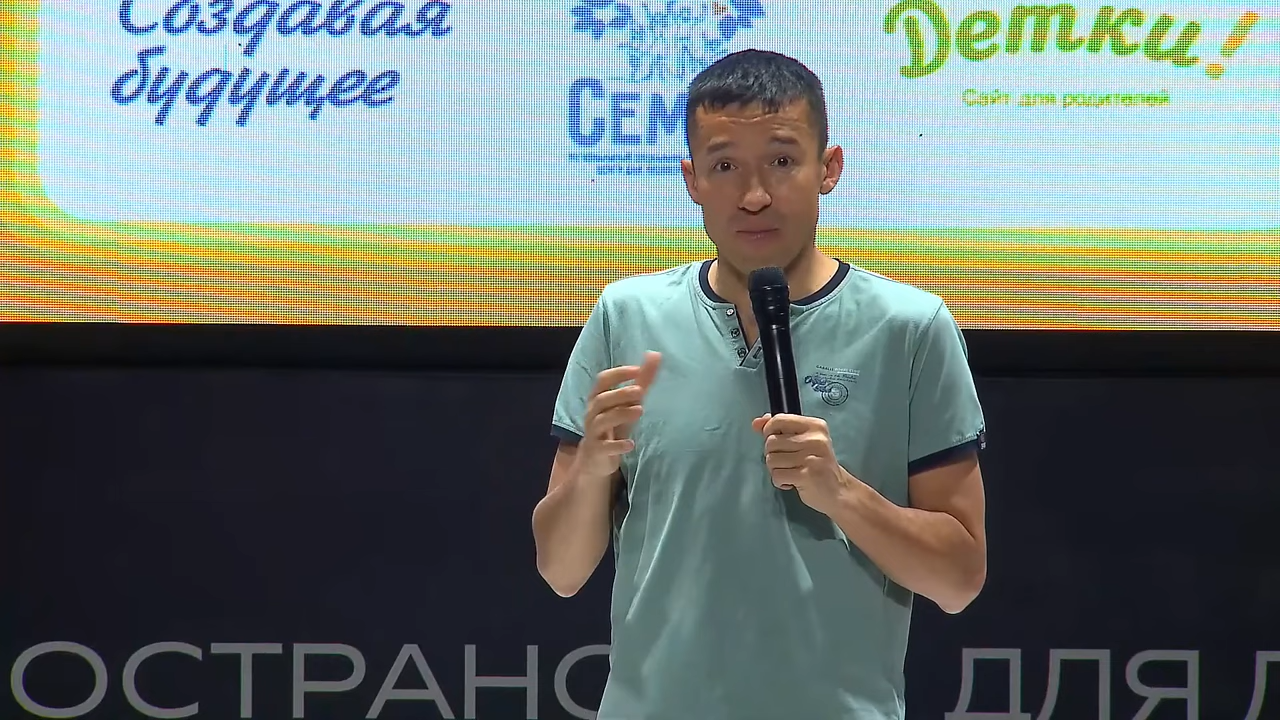 Создавая
будущее
СЕМ
Детки!
Сайт для родителей
ОСТРАНС
ДЛЯ Д